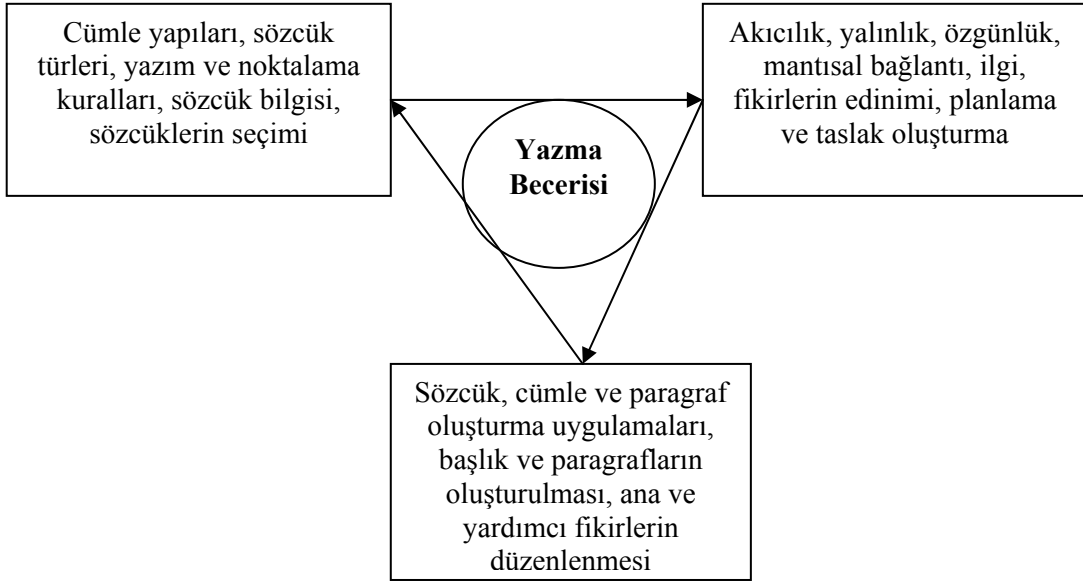 Cümle yapıları, sözcük
türleri, yazım ve noktalama
kuralları, sözcük bilgisi,
sözcüklerin seçimi
Akıcılık, yalınlık, özgünlük,
mantısal bağlantı, ilgi,
fikirlerin edinimi, planlama
ve taslak oluşturma
Yazma
Becerisi
Sözcük, cümle ve paragraf
oluşturma uygulamaları,
başlık ve paragrafların
oluşturulması, ana ve
yardımcı fikirlerin
düzenlenmesi